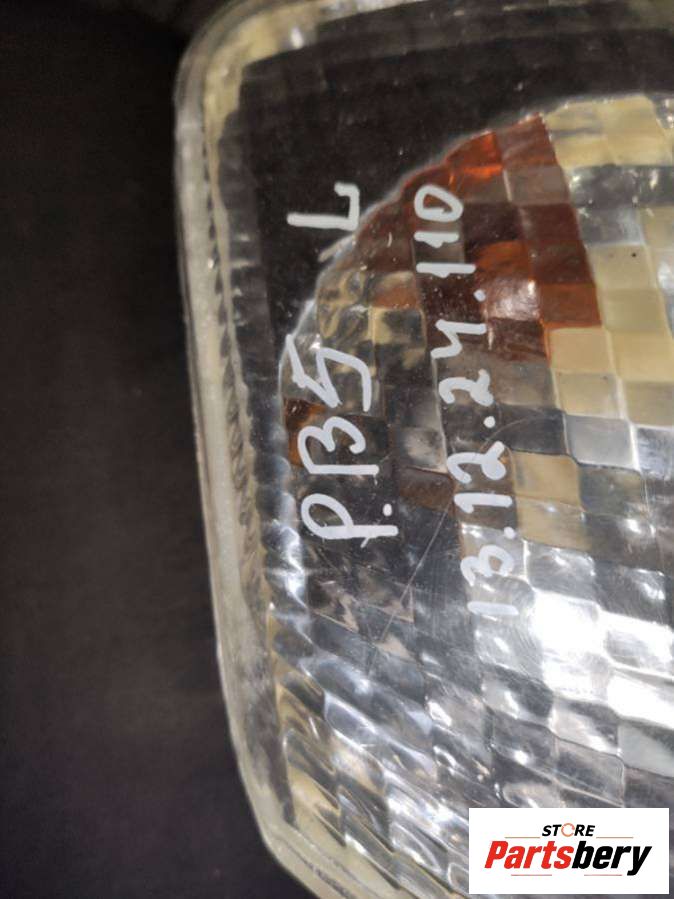 P.B5 L
13.12.24.110
STORE
Partsbery